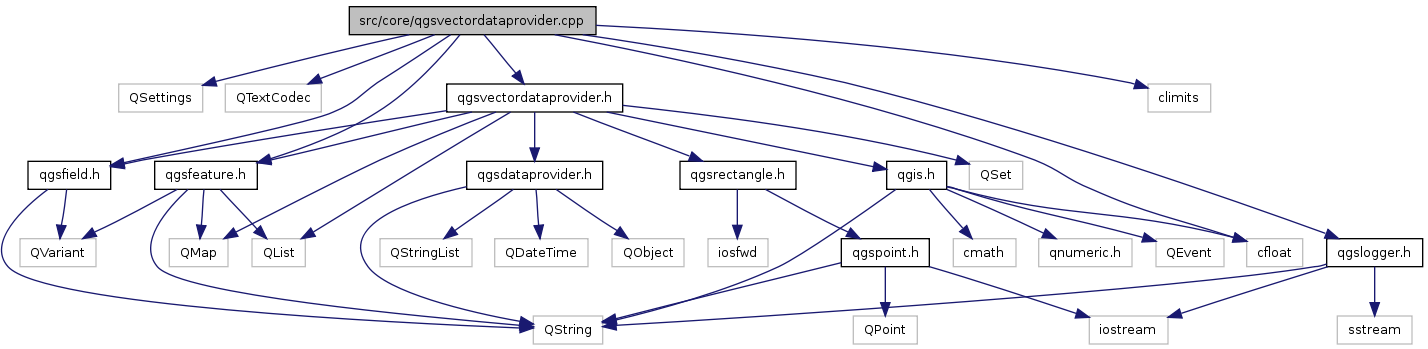 src/core/qgsvectordataprovider.cpp
QSettings
QTextCodec
qgsvectordataprovider.h
climits
qgsfield.h
qgsfeature.h
qgsdataprovider.h
qgsrectangle.h
qgis.h
QSet
QVariant
QMap
QList
QStringList
QDateTime
QObject
iosfwd
qgspoint.h
cmath
qnumeric.h
QEvent
cfloat
qgslogger.h
QString
QPoint
iostream
sstream